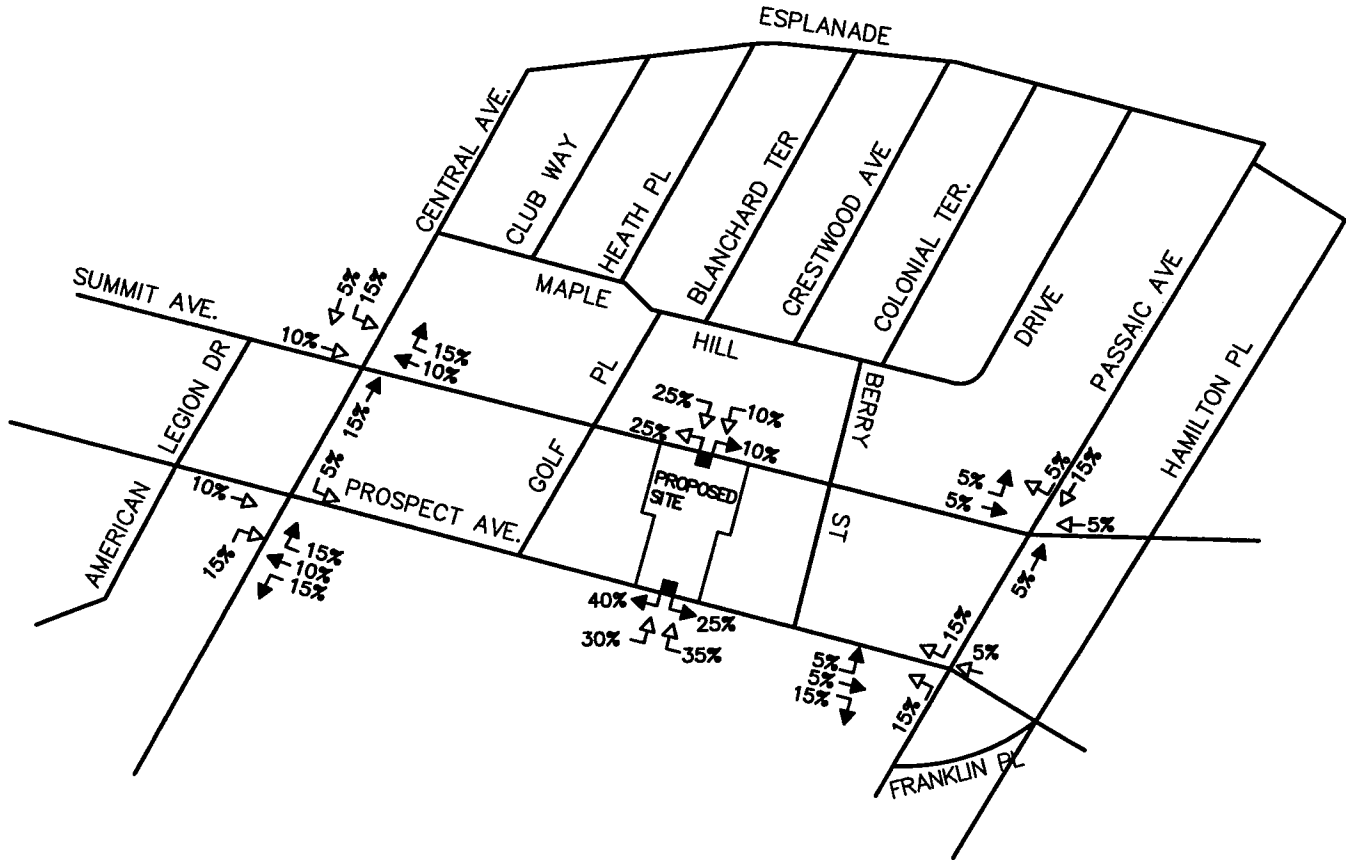 ESPLANADE
CENTRAL AVE.
CLUB WAY
HEATH PL
BLANCHARD TER
CRESTWOOD AVE
COLONIAL TER.
DRIVE
PASSAIC AVE
HAMILTON PL
SUMMIT AVE.
MAPLE
HILL
5%
15%
10%
15%
10%
AMERICAN
LEGION DR
15%
GOLF
PL
BERRY
ST
25%
10%
25%
10%
PROPOSED
SITE
5%
5%
5%
15%
5%
5%
10%
5%
PROSPECT AVE.
15%
15%
10%
15%
40%
25%
30%
35%
15%
5%
5%
5%
15%
15%
FRANKLIN PL